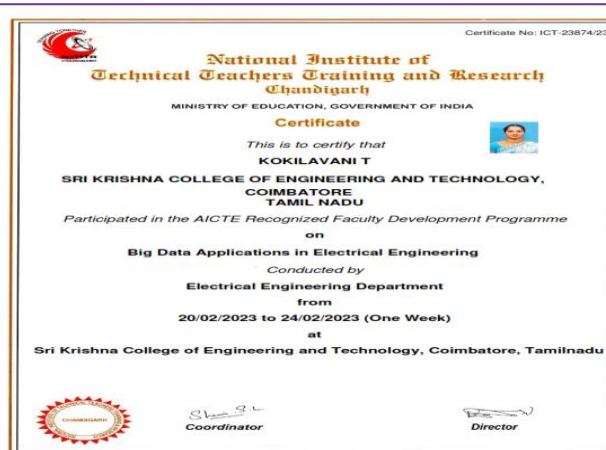 Certificate No: ICT-23874/23
National Institute of
Technical Teachers Training and Research
Chandigarh
MINISTRY OF EDUCATION, GOVERNMENT OF INDIA
Certificate
This is to certify that
KOKILAVANI T
SRI KRISHNA COLLEGE OF ENGINEERING AND TECHNOLOGY,
COIMBATORE
TAMIL NADU
Participated in the AICTE Recognized Faculty Development Programme
on
Big Data Applications in Electrical Engineering
Conducted by
Electrical Engineering Department
from
20/02/2023 to 24/02/2023 (One Week)
at
Sri Krishna College of Engineering and Technology, Coimbatore, Tamilnadu
CHANDIGARH
Coordinator
Director